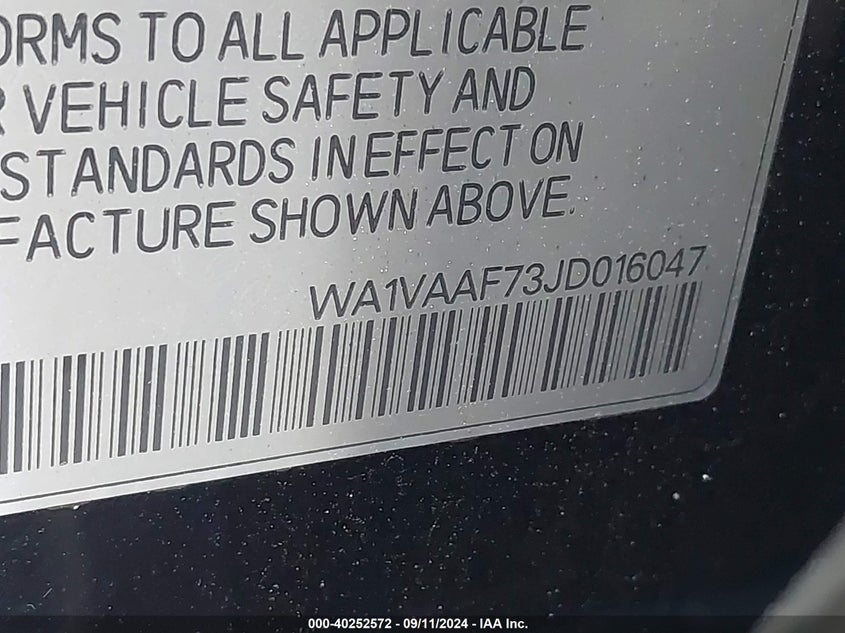 ORMS TO ALL APPLICABLE
R VEHICLE SAFETY AND
STANDARDS IN EFFECT ON
FACTURE SHOWN ABOVE.
WA1VAAF73JD016047
000-40252572 - 09/11/2024 - IAA Inc.